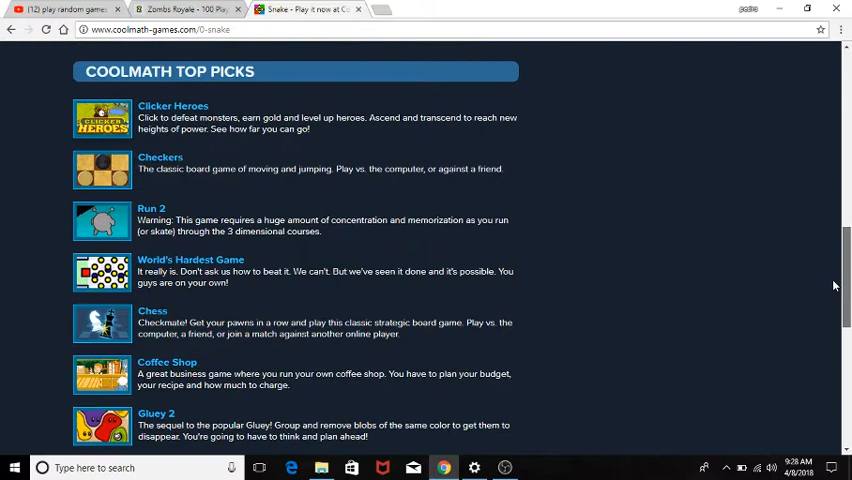 (12) play random games
Zombs Royale - 100 Play
Snake - Play it now at Co
pedro
www.coolmath-games.com/0-snake
COOLMATH TOP PICKS
Clicker Heroes
Click to defeat monsters, earn gold and level up heroes. Ascend and transcend to reach new
heights of power. See how far you can go!
CLICKER
HEROES
Checkers
The classic board game of moving and jumping. Play vs. the computer, or against a friend.
Run 2
Warning: This game requires a huge amount of concentration and memorization as you run
(or skate) through the 3 dimensional courses.
World's Hardest Game
It really is. Don't ask us how to beat it. We can't. But we've seen it done and it's possible. You
guys are on your own!
Chess
Checkmate! Get your pawns in a row and play this classic strategic board game. Play vs. the
computer, a friend, or join a match against another online player.
Coffee Shop
A great business game where you run your own coffee shop. You have to plan your budget,
your recipe and how much to charge.
Gluey 2
The sequel to the popular Gluey! Group and remove blobs of the same color to get them to
disappear. You're going to have to think and plan ahead!
Type here to search
9:28 AM
4/8/2018